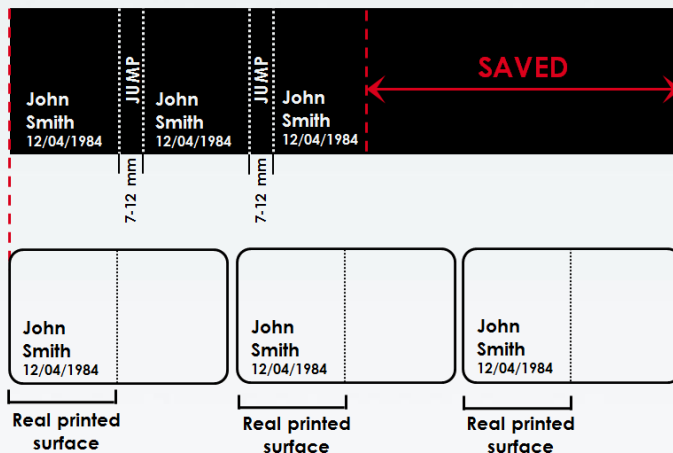 SAVED
John
Smith
12/04/1984
JUMP
John
Smith
12/04/1984
JUMP
John
Smith
12/04/1984
7-12 mm
7-12 mm
John
Smith
12/04/1984
John
Smith
12/04/1984
John
Smith
12/04/1984
Real printed
surface
Real printed
surface
Real printed
surface